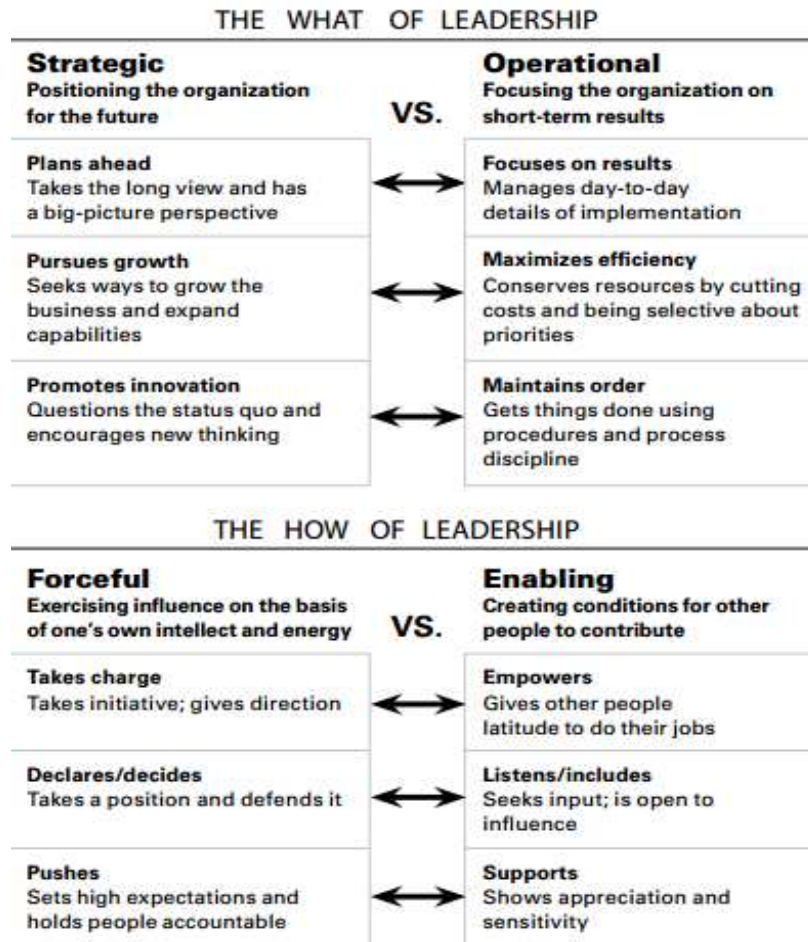 THE WHAT OF LEADERSHIP
Strategic
Positioning the organization
for the future
VS.
Operational
Focusing the organization on
short-term results
Plans ahead
Takes the long view and has
a big-picture perspective
Focuses on results
Manages day-to-day
details of implementation
Pursues growth
Seeks ways to grow the
business and expand
capabilities
Maximizes efficiency
Conserves resources by cutting
costs and being selective about
priorities
Promotes innovation
Questions the status quo and
encourages new thinking
Maintains order
Gets things done using
procedures and process
discipline
THE HOW OF LEADERSHIP
Forceful
Exercising influence on the basis
of one's own intellect and energy
VS.
Enabling
Creating conditions for other
people to contribute
Takes charge
Takes initiative; gives direction
Empowers
Gives other people
latitude to do their jobs
Declares/decides
Takes a position and defends it
Listens/includes
Seeks input; is open to
influence
Pushes
Sets high expectations and
holds people accountable
Supports
Shows appreciation and
sensitivity